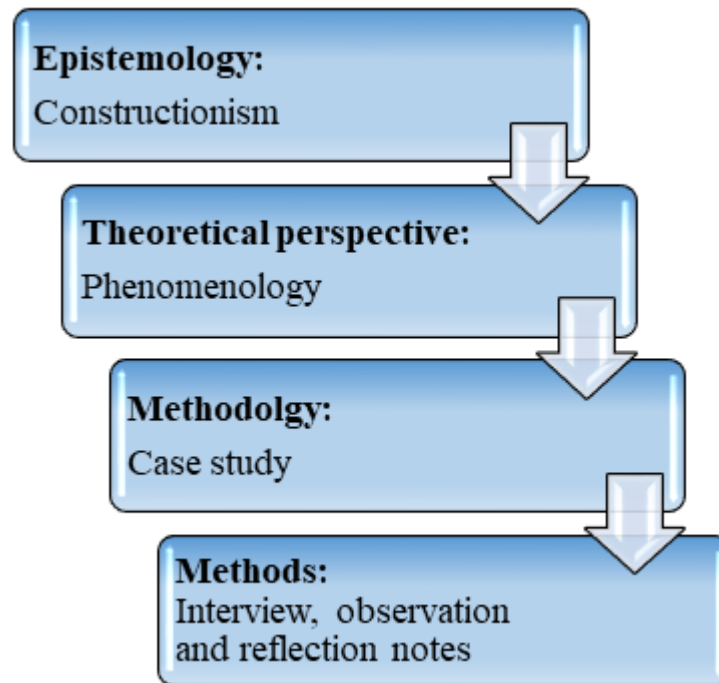 Epistemology:
Constructionism
Theoretical perspective:
Phenomenology
Methodolgy:
Case study
Methods:
Interview, observation
and reflection notes